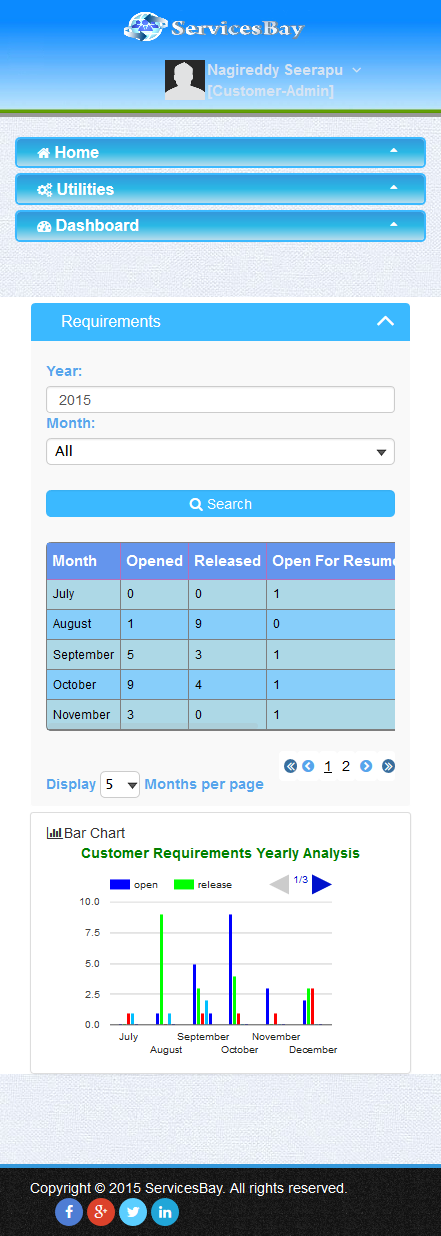 ServicesBay
Nagireddy Seerapu
[Customer-Admin]
Home
Utilities
Dashboard
Requirements
Year:
2015
Month:
All
Search
Month Opened Released Open For Resume
July 0 0 1
August 1 9 0
September 5 3 1
October 9 4 1
November 3 0 1
1 2
Display 5 Months per page
Bar Chart
Customer Requirements Yearly Analysis
open release 1/3
10.0
7.5
5.0
2.5
0.0
July September November
August October December
Copyright © 2015 ServicesBay. All rights reserved.
f g+ in